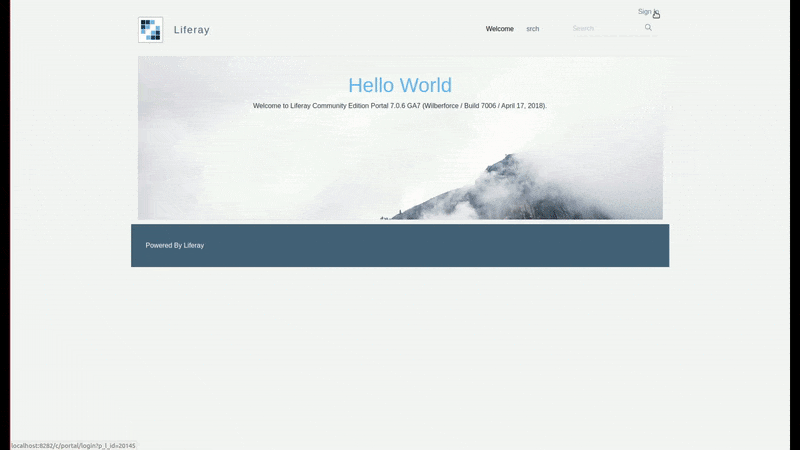 Sign In
Liferay
Welcome srch Search
Hello World
Welcome to Liferay Community Edition Portal 7.0.6 GA7 (Wilberforce / Build 7006 / April 17, 2018).
Powered By Liferay
localhost:8282/c/portal/login?p_l_id=20145